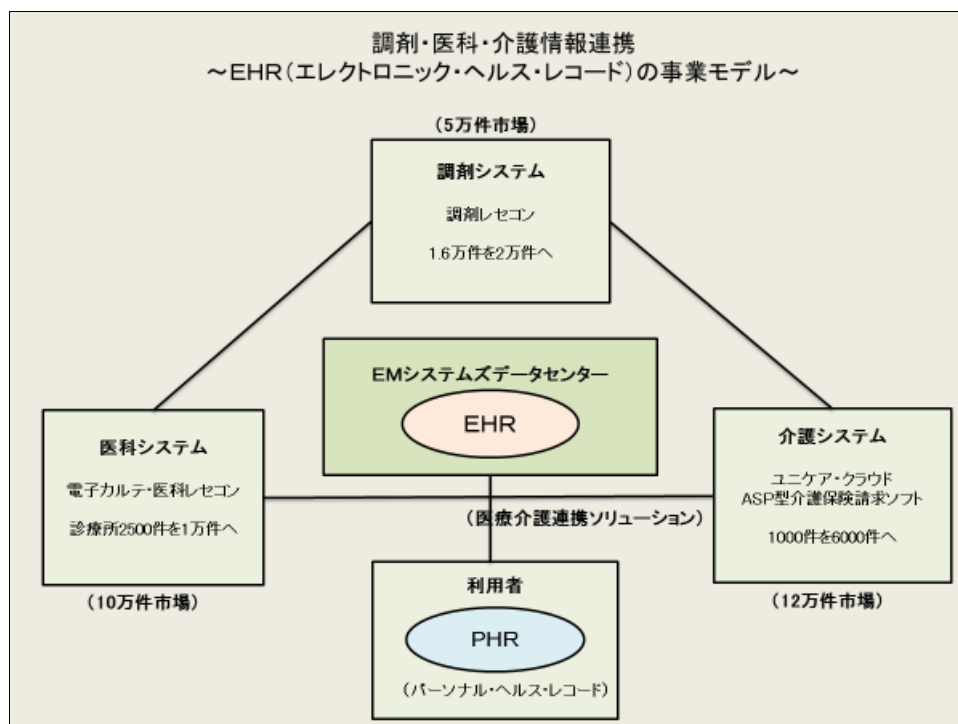 調剤・医科・介護情報連携
～EHR（エレクトロニック・ヘルス・レコード）の事業モデル～
（5万件市場）
調剤システム
調剤レセコン
1.6万件を2万件へ
EMシステムズデータセンター
EHR
医科システム
電子カルテ・医科レセコン
診療所2500件を1万件へ
（10万件市場）
介護システム
ユニケア・クラウド
ASP型介護保険請求ソフト
1000件を6000件へ
（12万件市場）
（医療介護連携ソリューション）
利用者
PHR
（パーソナル・ヘルス・レコード）